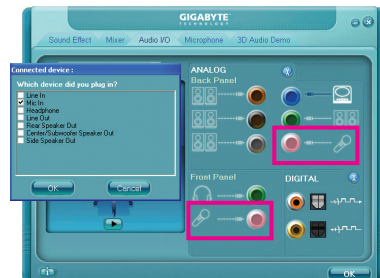 GIGABYTE
TECHNOLOGY
Sound Effect
Mixer
Audio I/O
Microphone
3D Audio Demo
Connected device :
Which device did you plug in?
Line In
Mic In
Headphone
Line Out
Rear Speaker Out
Center/Subwoofer Speaker Out
Side Speaker Out
OK
Cancel
ANALOG
Back Panel
Front Panel
DIGITAL
OK